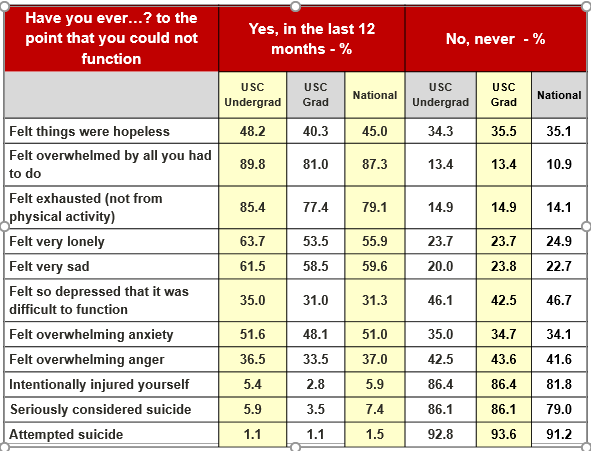 Have you ever…? to the point that you could not function Yes, in the last 12 months - % No, never - %
USC Undergrad USC Grad National USC Undergrad USC Grad National
Felt things were hopeless 48.2 40.3 45.0 34.3 35.5 35.1
Felt overwhelmed by all you had to do 89.8 81.0 87.3 13.4 13.4 10.9
Felt exhausted (not from physical activity) 85.4 77.4 79.1 14.9 14.9 14.1
Felt very lonely 63.7 53.5 55.9 23.7 23.7 24.9
Felt very sad 61.5 58.5 59.6 20.0 23.8 22.7
Felt so depressed that it was difficult to function 35.0 31.0 31.3 46.1 42.5 46.7
Felt overwhelming anxiety 51.6 48.1 51.0 35.0 34.7 34.1
Felt overwhelming anger 36.5 33.5 37.0 42.5 43.6 41.6
Intentionally injured yourself 5.4 2.8 5.9 86.4 86.4 81.8
Seriously considered suicide 5.9 3.5 7.4 86.1 86.1 79.0
Attempted suicide 1.1 1.1 1.5 92.8 93.6 91.2